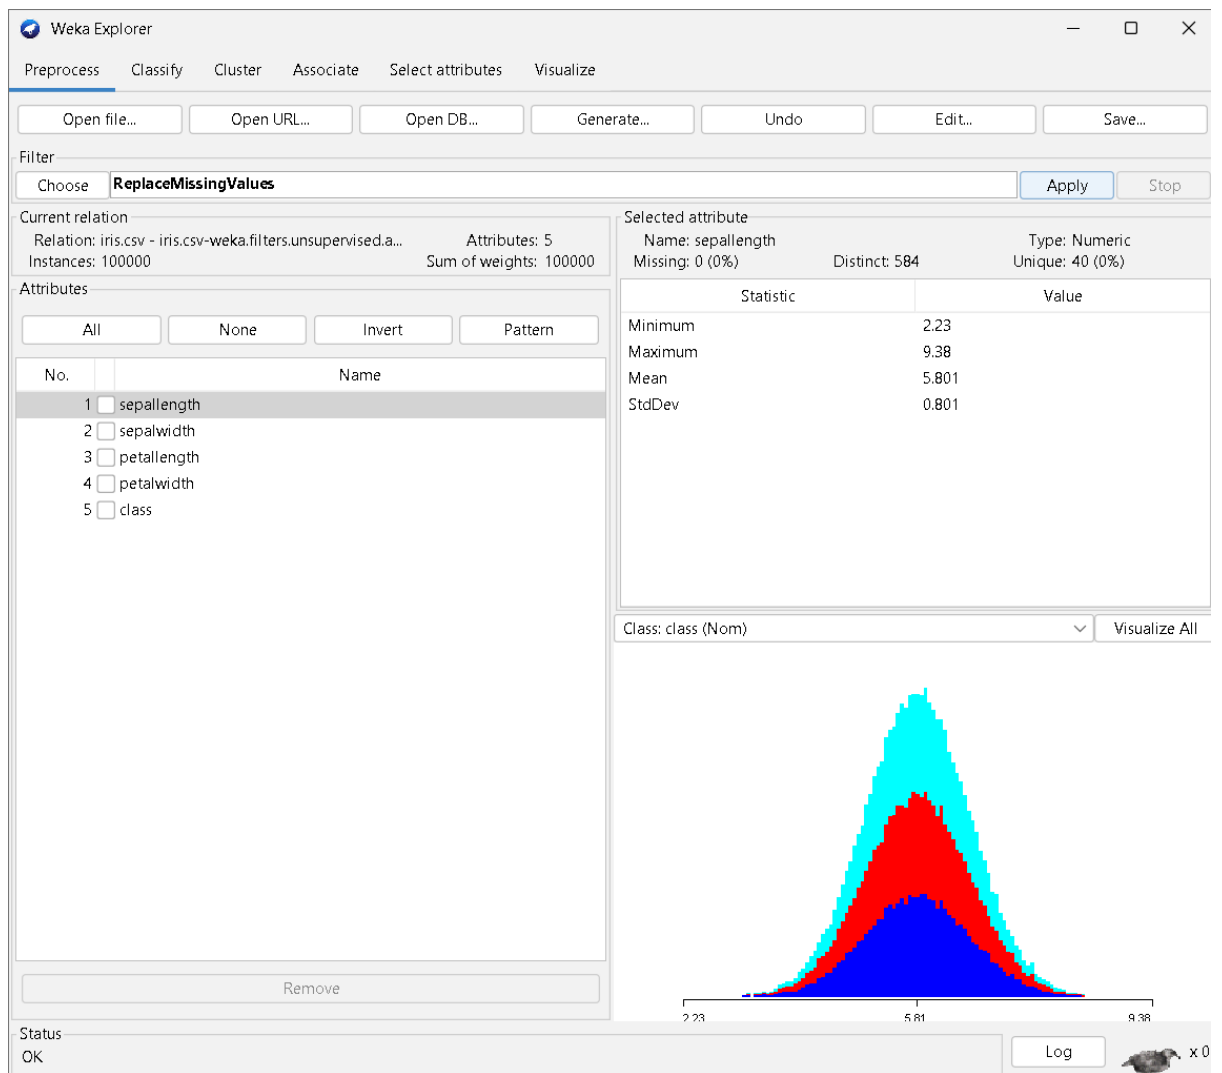 Weka Explorer
Preprocess Classify Cluster Associate Select attributes Visualize
Open file... Open URL... Open DB... Generate... Undo Edit... Save...
Filter
Choose ReplaceMissingValues Apply Stop
Current relation
Relation: iris.csv - iris.csv-weka.filters.unsupervised.a... Attributes: 5
Instances: 100000 Sum of weights: 100000
Attributes
All None Invert Pattern
No. Name
1 sepallength
2 sepalwidth
3 petallength
4 petalwidth
5 class
Remove
Selected attribute
Name: sepallength Type: Numeric
Missing: 0 (0%) Distinct: 584 Unique: 40 (0%)
Statistic Value
Minimum 2.23
Maximum 9.38
Mean 5.801
StdDev 0.801
Class: class (Nom) Visualize All
2.23 5.81 9.38
Status
OK Log x 0